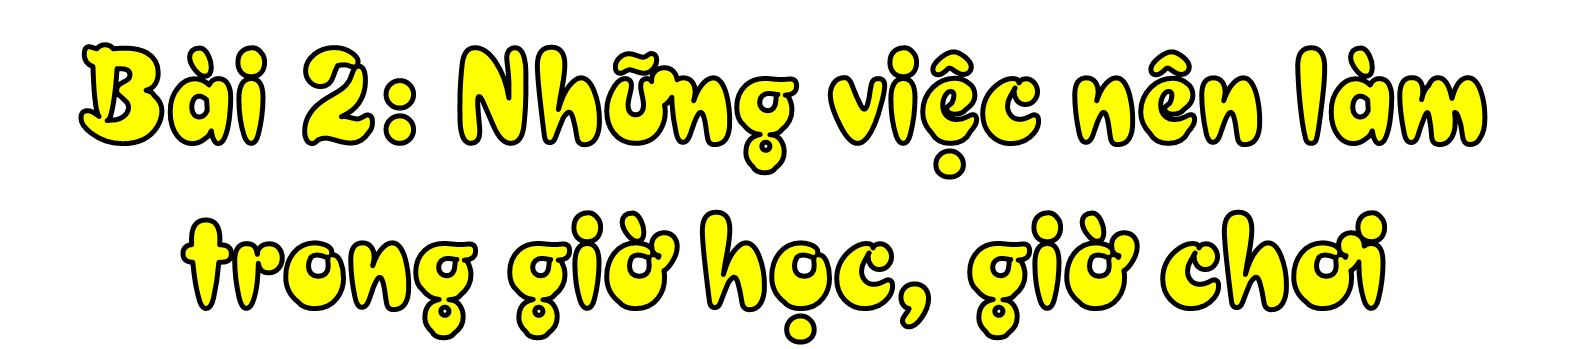 Bài 2: Những việc nên làm
trong giờ học, giờ chơi